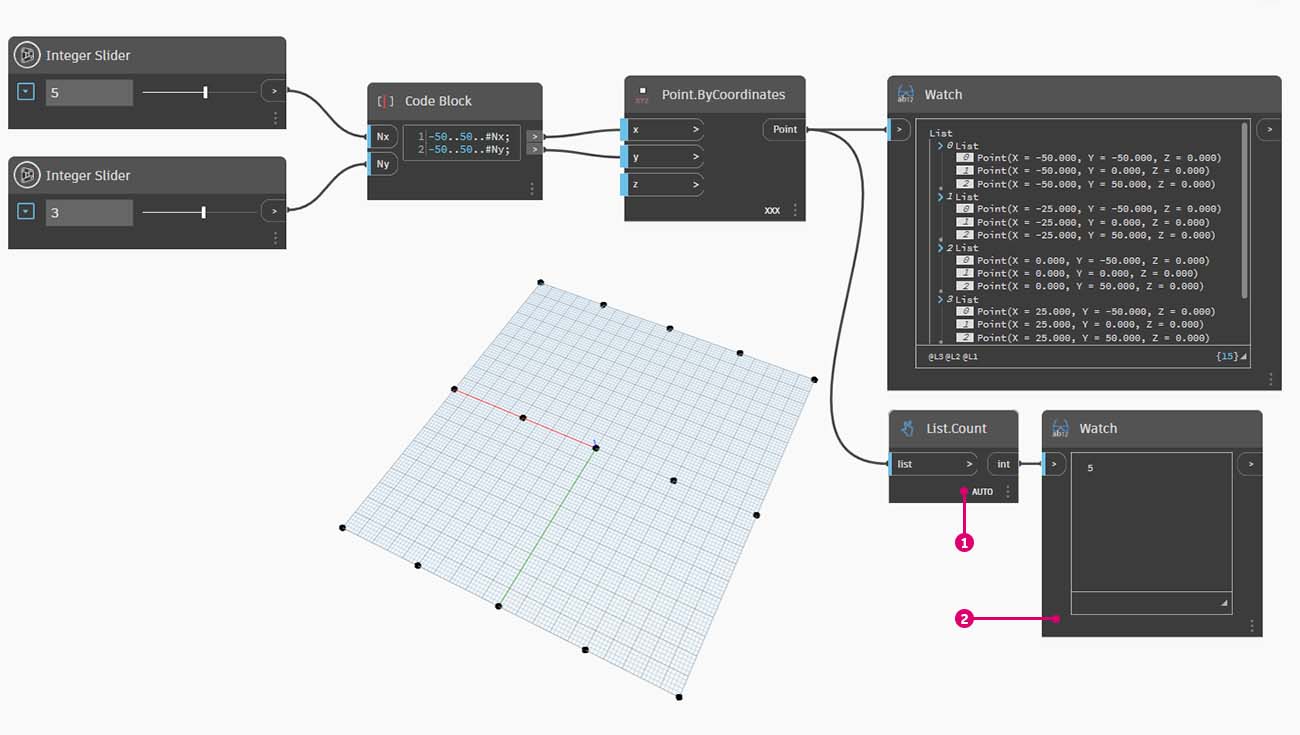 Integer Slider
5
>
Integer Slider
3
>
Code Block
Nx
Ny
1 -50..50..#Nx;
2 -50..50..#Ny;
>
>
XYZ
Point.ByCoordinates
x >
y >
z >
Point
XXX
Watch
>
>
List
0 List
0 Point(X = -50.000, Y = -50.000, Z = 0.000)
1 Point(X = -50.000, Y = 0.000, Z = 0.000)
2 Point(X = -50.000, Y = 50.000, Z = 0.000)
1 List
0 Point(X = -25.000, Y = -50.000, Z = 0.000)
1 Point(X = -25.000, Y = 0.000, Z = 0.000)
2 Point(X = -25.000, Y = 50.000, Z = 0.000)
2 List
0 Point(X = 0.000, Y = -50.000, Z = 0.000)
1 Point(X = 0.000, Y = 0.000, Z = 0.000)
2 Point(X = 0.000, Y = 50.000, Z = 0.000)
3 List
0 Point(X = 25.000, Y = -50.000, Z = 0.000)
1 Point(X = 25.000, Y = 0.000, Z = 0.000)
2 Point(X = 25.000, Y = 50.000, Z = 0.000)
@L3 @L2 @L1
{15}
List.Count
list >
int
AUTO
1
Watch
>
5
>
2